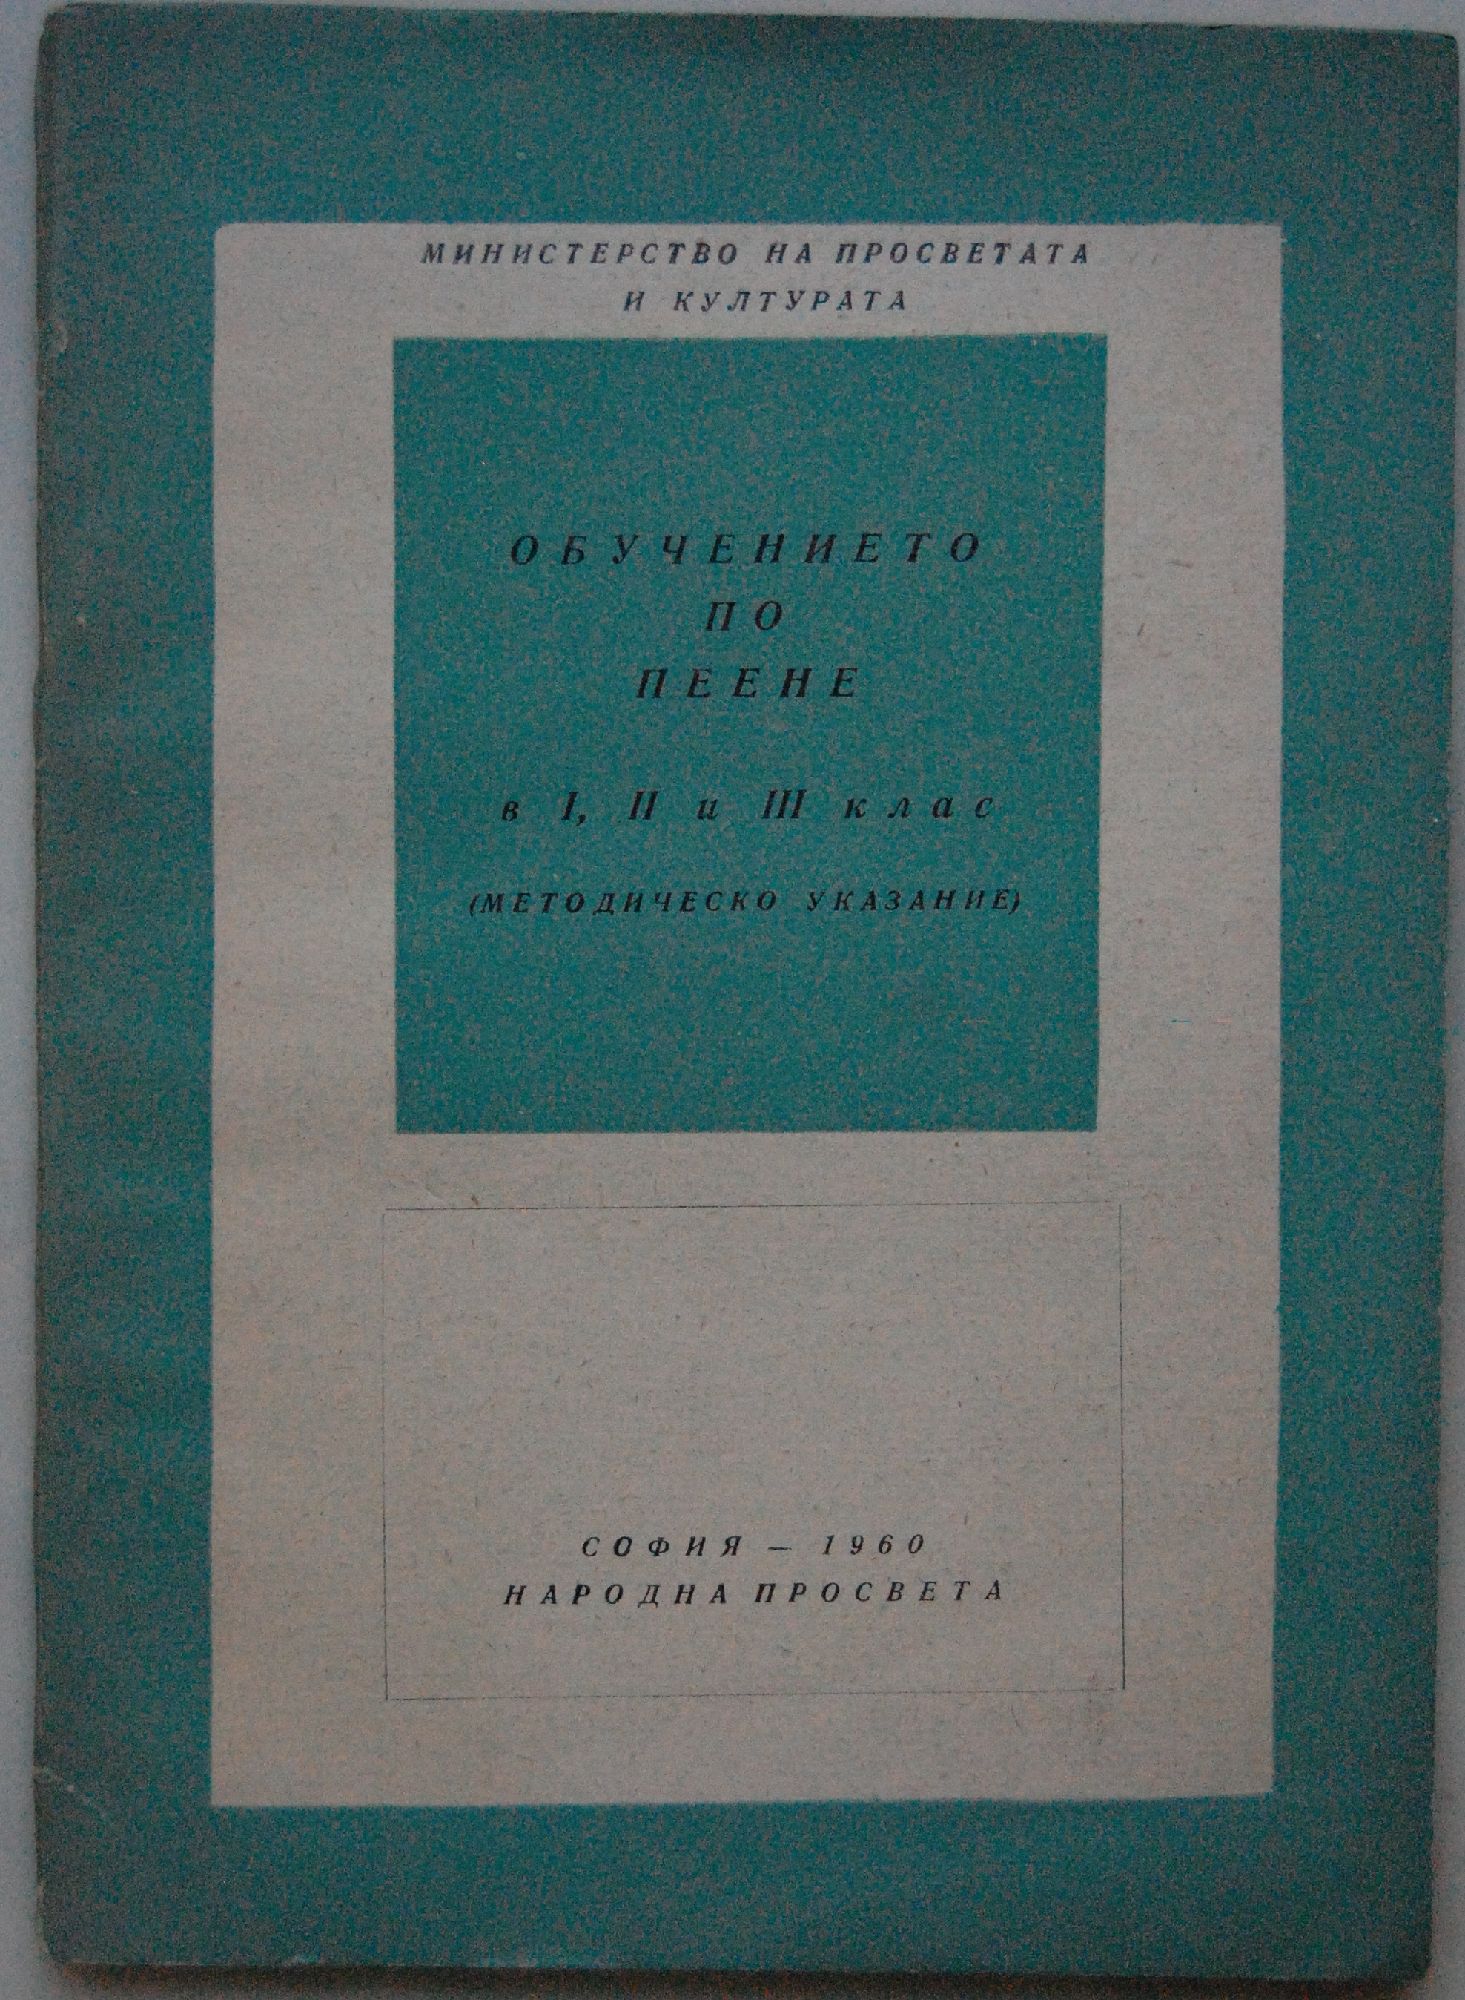 МИНИСТЕРСТВО НА ПРОСВЕТАТА
И КУЛТУРАТА
ОБУЧЕНИЕТО
ПО
ПЕЕНЕ
в I, II и III клас
(МЕТОДИЧЕСКО УКАЗАНИЕ)
СОФИЯ — 1960
НАРОДНА ПРОСВЕТА